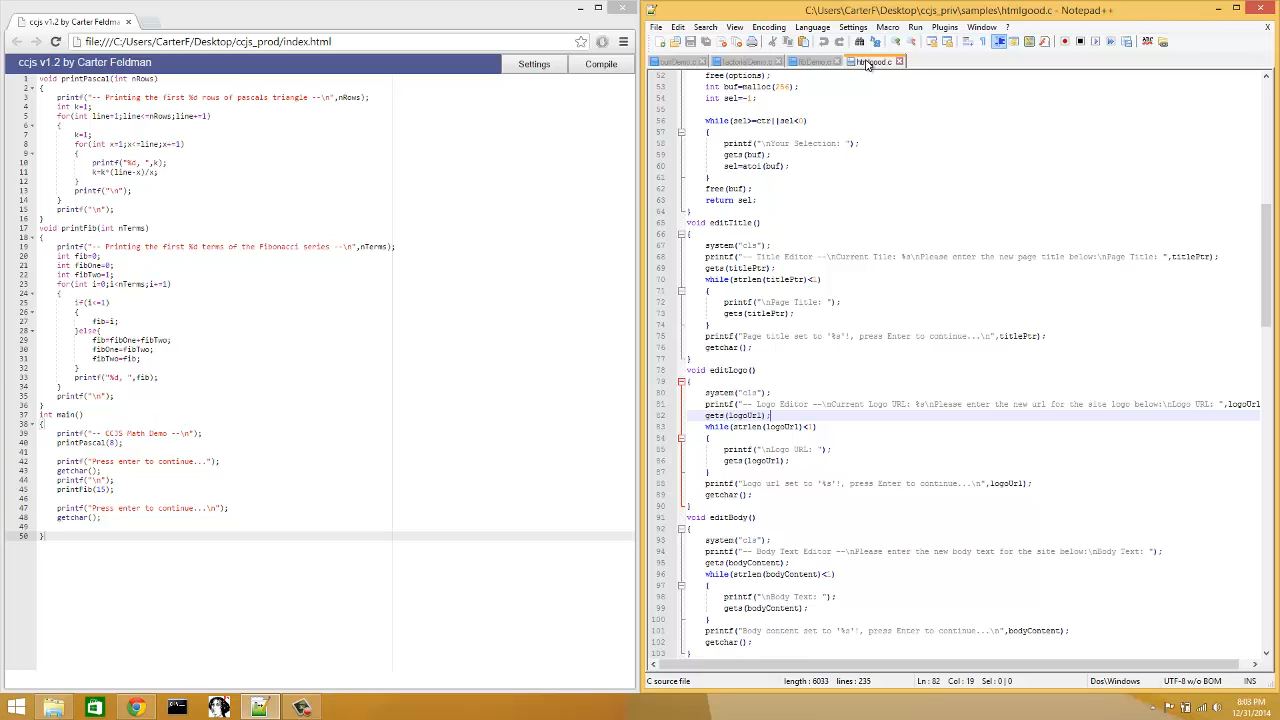 ccjs v1.2 by Carter Feldman
file:///C:/Users/CarterF/Desktop/ccjs_prod/index.html
ccjs v1.2 by Carter Feldman
Settings
Compile
1 void printPascal(int nRows)
2 {
3 printf("-- Printing the first %d rows of pascals triangle --\n",nRows);
4 int k=1;
5 for(int line=1;line<=nRows;line+=1)
6 {
7 k=1;
8 for(int x=1;x<=line;x+=1)
9 {
10 printf("%d, ",k);
11 k=k*(line-x)/x;
12 }
13 printf("\n");
14 }
15 printf("\n");
16 }
17 void printFib(int nTerms)
18 {
19 printf("-- Printing the first %d terms of the Fibonacci series --\n",nTerms);
20 int fib=0;
21 int fibOne=0;
22 int fibTwo=1;
23 for(int i=0;i<nTerms;i+=1)
24 {
25 if(i<=1)
26 {
27 fib=i;
28 }else{
29 fib=fibOne+fibTwo;
30 fibOne=fibTwo;
31 fibTwo=fib;
32 }
33 printf("%d, ",fib);
34 }
35 printf("\n");
36 }
37 int main()
38 {
39 printf("-- CCJS Math Demo --\n");
40 printPascal(8);
41
42 printf("Press enter to continue...");
43 getchar();
44 printf("\n");
45 printFib(15);
46
47 printf("Press enter to continue...\n");
48 getchar();
49
50 }
C:\Users\CarterF\Desktop\ccjs_priv\samples\htmlgood.c - Notepad++
File Edit Search View Encoding Language Settings Macro Run Plugins Window ?
X
factorialDemo.c
fibDemo.c
htmlgood.c
52 free(options);
53 int buf=malloc(256);
54 int sel=-1;
55
56 while(sel>=ctr||sel<0)
57 {
58 printf("\nYour Selection: ");
59 gets(buf);
60 sel=atoi(buf);
61 }
62 free(buf);
63 return sel;
64 }
65 void editTitle()
66 {
67 system("cls");
68 printf("-- Title Editor --\nCurrent Tile: %s\nPlease enter the new page title below:\nPage Title: ",titlePtr);
69 gets(titlePtr);
70 while(strlen(titlePtr)<1)
71 {
72 printf("\nPage Title: ");
73 gets(titlePtr);
74 }
75 printf("Page title set to '%s'!, press Enter to continue...\n",titlePtr);
76 getchar();
77 }
78 void editLogo()
79 {
80 system("cls");
81 printf("-- Logo Editor --\nCurrent Logo URL: %s\nPlease enter the new url for the site logo below:\nLogo URL: ",logoUrl
82 gets(logoUrl);
83 while(strlen(logoUrl)<1)
84 {
85 printf("\nLogo URL: ");
86 gets(logoUrl);
87 }
88 printf("Logo url set to '%s'!, press Enter to continue...\n",logoUrl);
89 getchar();
90 }
91 void editBody()
92 {
93 system("cls");
94 printf("-- Body Text Editor --\nPlease enter the new body text for the site below:\nBody Text: ");
95 gets(bodyContent);
96 while(strlen(bodyContent)<1)
97 {
98 printf("\nBody Text: ");
99 gets(bodyContent);
100 }
101 printf("Body content set to '%s'!, press Enter to continue...\n",bodyContent);
102 getchar();
103 }
C source file
length : 6033 lines : 235
Ln : 82 Col : 19 Sel : 0 | 0
Dos\Windows
UTF-8 w/o BOM
INS
8:03 PM
12/31/2014